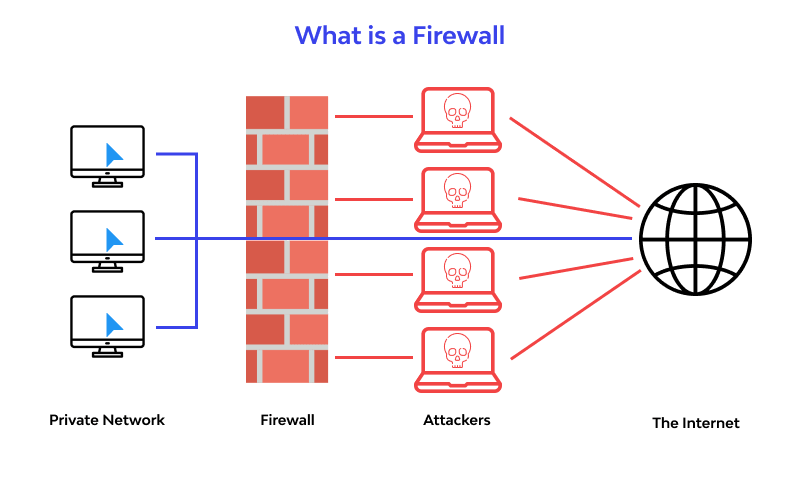 What is a Firewall
Private Network
Firewall
Attackers
The Internet